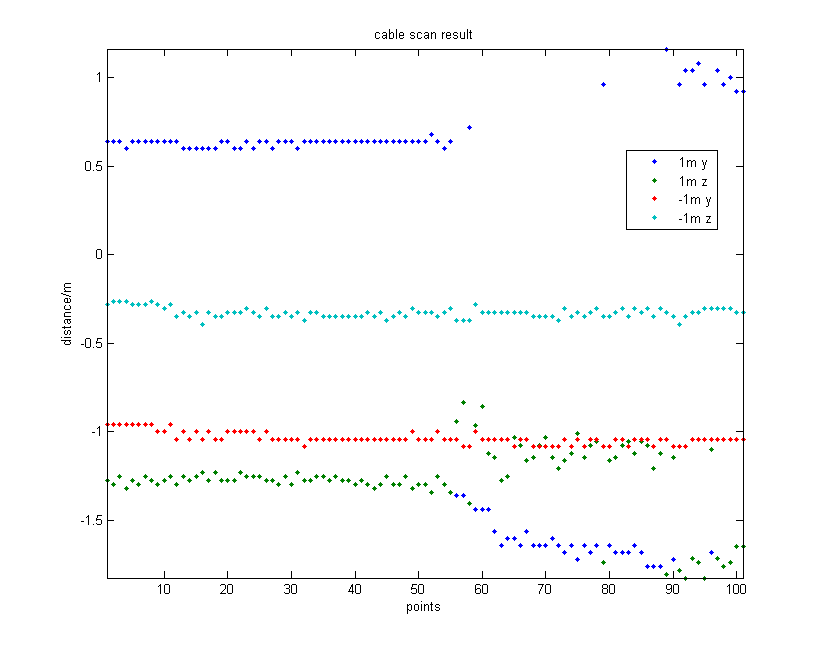 cable scan result
1
0.5
0
-0.5
-1
-1.5
distance/m
1m y
1m z
-1m y
-1m z
10 20 30 40 50 60 70 80 90 100
points